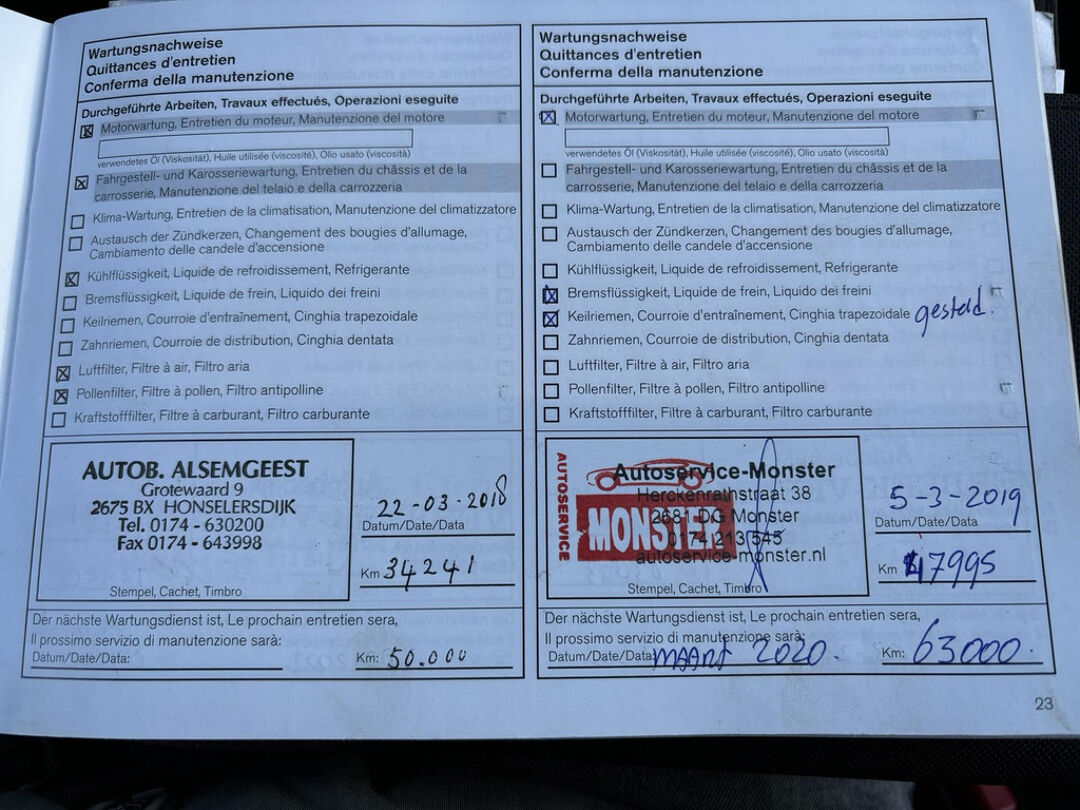 Wartungsnachweise
Quittances d'entretien
Conferma della manutenzione
Durchgeführte Arbeiten, Travaux effectués, Operazioni eseguite
Motorwartung, Entretien du moteur, Manutenzione del motore
verwendetes Öl (Viskosität), Huile utilisée (viscosité), Olio usato (viscosità)
Fahrgestell- und Karosseriewartung, Entretien du châssis et de la
carrosserie, Manutenzione del telaio e della carrozzeria
Klima-Wartung, Entretien de la climatisation, Manutenzione del climatizzatore
Austausch der Zündkerzen, Changement des bougies d'allumage,
Cambiamento delle candele d'accensione
Kühlflüssigkeit, Liquide de refroidissement, Refrigerante
Bremsflüssigkeit, Liquide de frein, Liquido dei freini
Keilriemen, Courroie d'entraînement, Cinghia trapezoidale
Zahnriemen, Courroie de distribution, Cinghia dentata
Luftfilter, Filtre à air, Filtro aria
Pollenfilter, Filtre à pollen, Filtro antipolline
Kraftstofffilter, Filtre à carburant, Filtro carburante
AUTOB. ALSEMGEEST
Grotewaard 9
2675 BX HONSELERSDIJK
Tel. 0174 - 630200
Fax 0174 - 643998
Stempel, Cachet, Timbro
22-03-2018
Datum/Date/Data
Km 34241
Der nächste Wartungsdienst ist, Le prochain entretien sera,
Il prossimo servizio di manutenzione sarà:
Datum/Date/Data:
Km: 50.000
Wartungsnachweise
Quittances d'entretien
Conferma della manutenzione
Durchgeführte Arbeiten, Travaux effectués, Operazioni eseguite
Motorwartung, Entretien du moteur, Manutenzione del motore
verwendetes Öl (Viskosität), Huile utilisée (viscosité), Olio usato (viscosità)
Fahrgestell- und Karosseriewartung, Entretien du châssis et de la
carrosserie, Manutenzione del telaio e della carrozzeria
Klima-Wartung, Entretien de la climatisation, Manutenzione del climatizzatore
Austausch der Zündkerzen, Changement des bougies d'allumage,
Cambiamento delle candele d'accensione
Kühlflüssigkeit, Liquide de refroidissement, Refrigerante
Bremsflüssigkeit, Liquide de frein, Liquido dei freini
Keilriemen, Courroie d'entraînement, Cinghia trapezoidale gesteld.
Zahnriemen, Courroie de distribution, Cinghia dentata
Luftfilter, Filtre à air, Filtro aria
Pollenfilter, Filtre à pollen, Filtro antipolline
Kraftstofffilter, Filtre à carburant, Filtro carburante
AUTOSERVICE
MONSTER
Autoservice-Monster
Herckenrathstraat 38
2681 DG Monster
0174 213 545
autoservice-monster.nl
Stempel, Cachet, Timbro
5-3-2019
Datum/Date/Data
Km 47995
Der nächste Wartungsdienst ist, Le prochain entretien sera,
Il prossimo servizio di manutenzione sarà:
Datum/Date/Data: MAART 2020.
Km: 63000.
23